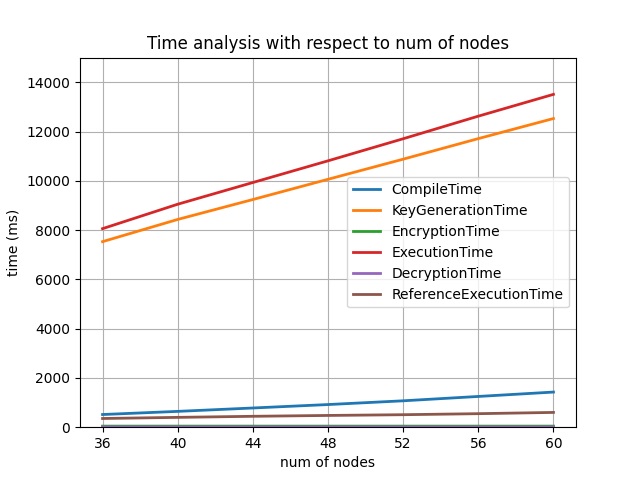 Time analysis with respect to num of nodes
time (ms)
14000
12000
10000
8000
6000
4000
2000
0
CompileTime
KeyGenerationTime
EncryptionTime
ExecutionTime
DecryptionTime
ReferenceExecutionTime
36 40 44 48 52 56 60
num of nodes